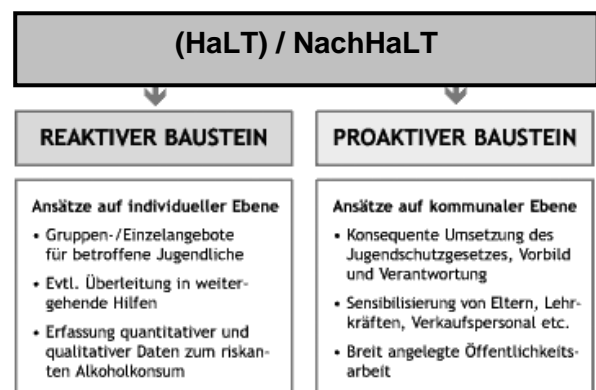 (HaLT) / NachHaLT
REAKTIVER BAUSTEIN
Ansätze auf individueller Ebene
• Gruppen-/Einzelangebote
für betroffene Jugendliche
• Evtl. Überleitung in weiter-
gehende Hilfen
• Erfassung quantitativer und
qualitativer Daten zum riskan-
ten Alkoholkonsum
PROAKTIVER BAUSTEIN
Ansätze auf kommunaler Ebene
• Konsequente Umsetzung des
Jugendschutzgesetzes, Vorbild
und Verantwortung
• Sensibilisierung von Eltern, Lehr-
kräften, Verkaufspersonal etc.
• Breit angelegte Öffentlichkeits-
arbeit